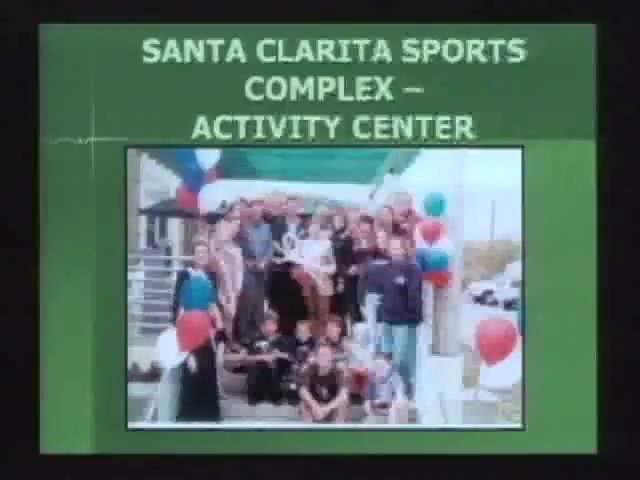 SANTA CLARITA SPORTS
COMPLEX –
ACTIVITY CENTER